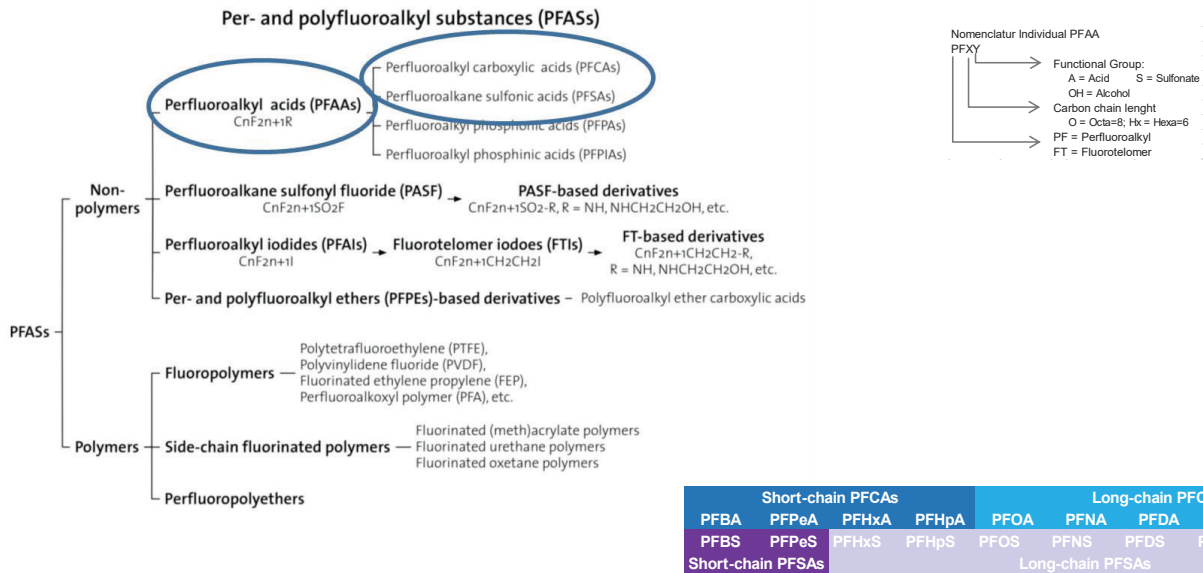 Per- and polyfluoroalkyl substances (PFASs)
Perfluoroalkyl carboxylic acids (PFCAs)
Perfluoroalkyl acids (PFAAs)
CnF2n+1R
Perfluoroalkane sulfonic acids (PFSAs)
Perfluoroalkyl phosphonic acids (PFPAs)
Perfluoroalkyl phosphinic acids (PFPIAs)
Non-
polymers
Perfluoroalkane sulfonyl fluoride (PASF)
CnF2n+1SO2F
PASF-based derivatives
CnF2n+1SO2-R, R = NH, NHCH2CH2OH, etc.
Perfluoroalkyl iodides (PFAIs)
CnF2n+1I
Fluorotelomer iodoes (FTIs)
CnF2n+1CH2CH2I
FT-based derivatives
CnF2n+1CH2CH2-R,
R = NH, NHCH2CH2OH, etc.
Per- and polyfluoroalkyl ethers (PFPEs)-based derivatives – Polyfluoroalkyl ether carboxylic acids
PFASs
Polymers
Fluoropolymers
Polytetrafluoroethylene (PTFE),
Polyvinylidene fluoride (PVDF),
Fluorinated ethylene propylene (FEP),
Perfluoroalkoxyl polymer (PFA), etc.
Side-chain fluorinated polymers
Fluorinated (meth)acrylate polymers
Fluorinated urethane polymers
Fluorinated oxetane polymers
Perfluoropolyethers
Nomenclatur Individual PFAA
PFXY
Functional Group:
A = Acid S = Sulfonate
OH = Alcohol
Carbon chain lenght
O = Octa=8; Hx = Hexa=6
PF = Perfluoroalkyl
FT = Fluorotelomer
Short-chain PFCAs Long-chain PFC
PFBA PFPeA PFHxA PFHpA PFOA PFNA PFDA
PFBS PFPeS PFHxS PFHpS PFOS PFNS PFDS
Short-chain PFSAs Long-chain PFSAs